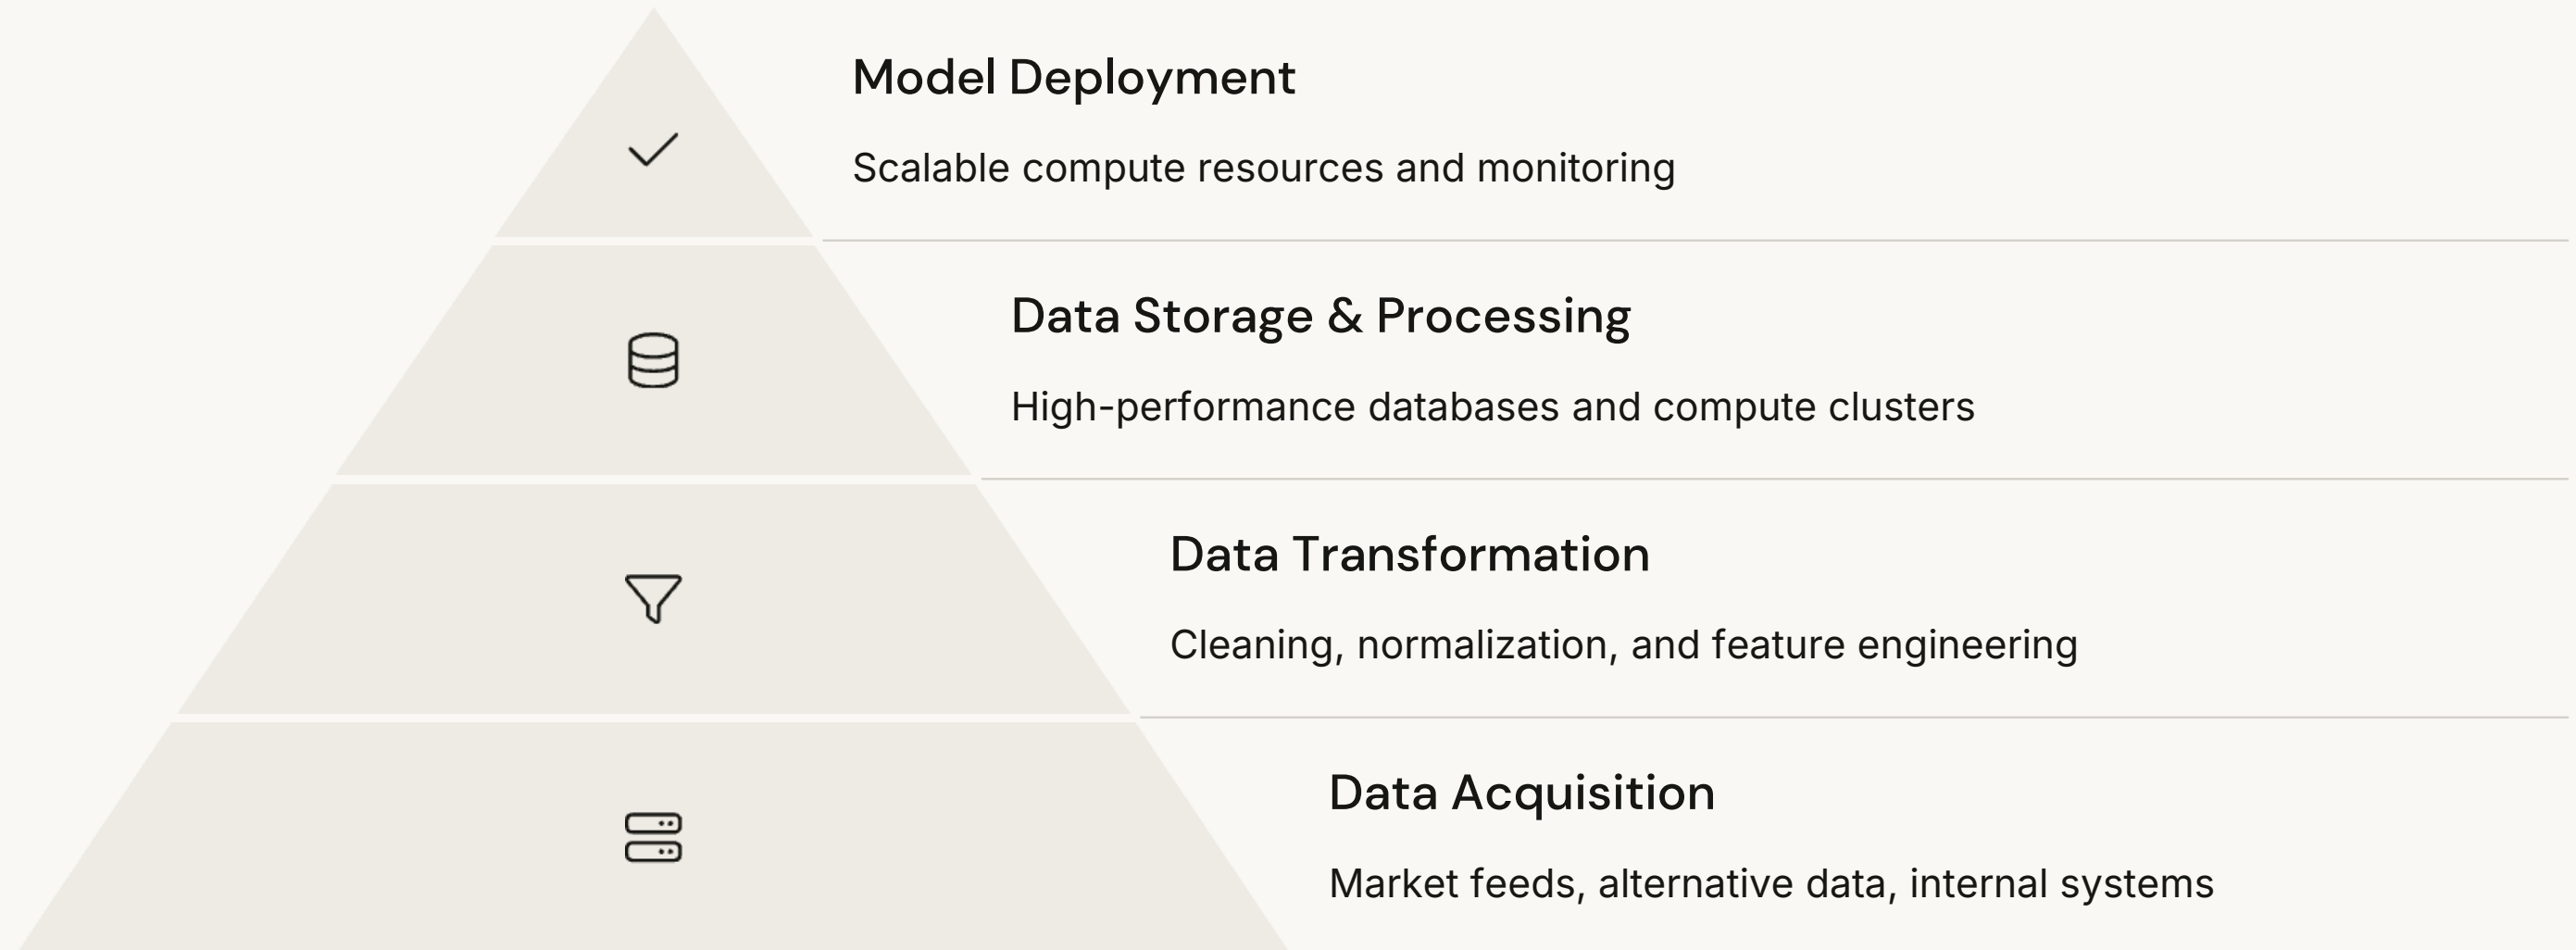 Model Deployment
Scalable compute resources and monitoring
Data Storage & Processing
High-performance databases and compute clusters
Data Transformation
Cleaning, normalization, and feature engineering
Data Acquisition
Market feeds, alternative data, internal systems